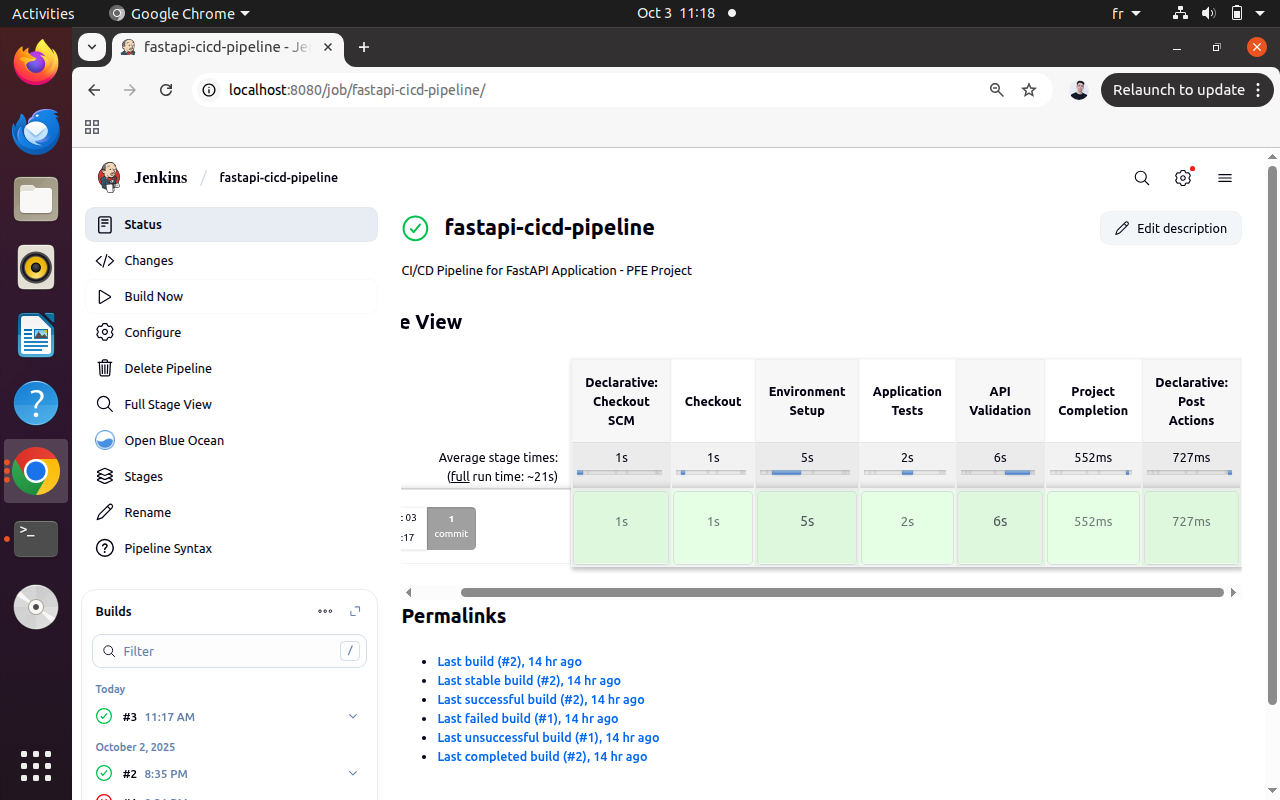 Activities
Google Chrome
Oct 3 11:18
fr
fastapi-cicd-pipeline - Je
localhost:8080/job/fastapi-cicd-pipeline/
Relaunch to update
Jenkins / fastapi-cicd-pipeline
Status
Changes
Build Now
Configure
Delete Pipeline
Full Stage View
Open Blue Ocean
Stages
Rename
Pipeline Syntax
Builds
Filter
/
Today
#3 11:17 AM
October 2, 2025
#2 8:35 PM
fastapi-cicd-pipeline
Edit description
CI/CD Pipeline for FastAPI Application - PFE Project
e View
Declarative: Checkout SCM
Checkout
Environment Setup
Application Tests
API Validation
Project Completion
Declarative: Post Actions
Average stage times:
(full run time: ~21s)
1s 1s 5s 2s 6s 552ms 727ms
: 03
:17
1 commit
1s 1s 5s 2s 6s 552ms 727ms
Permalinks
Last build (#2), 14 hr ago
Last stable build (#2), 14 hr ago
Last successful build (#2), 14 hr ago
Last failed build (#1), 14 hr ago
Last unsuccessful build (#1), 14 hr ago
Last completed build (#2), 14 hr ago